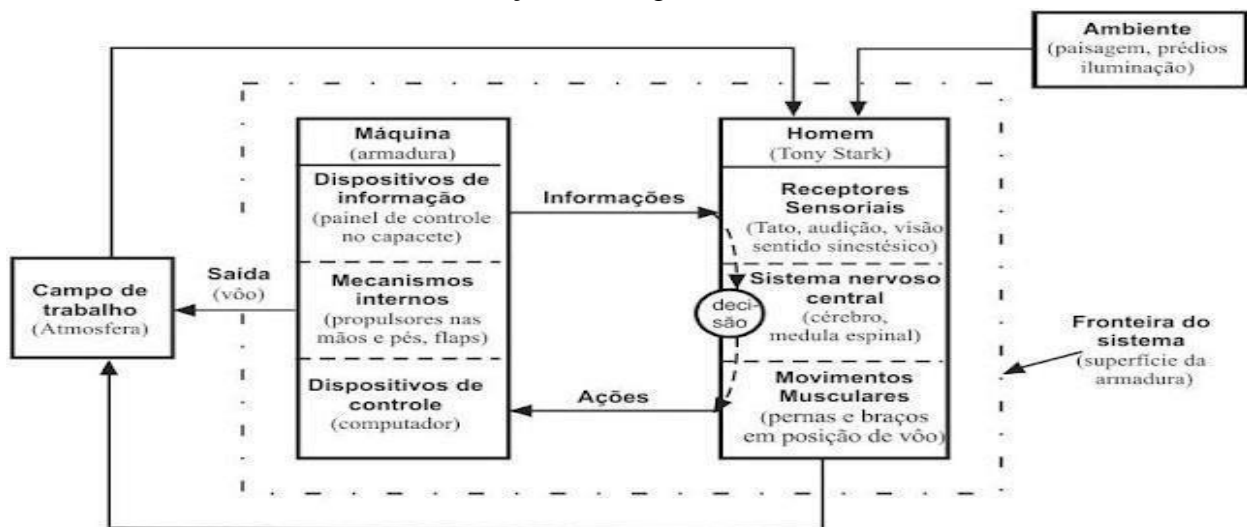 Ambiente
(paisagem, prédios
iluminação)
Máquina
(armadura)
Dispositivos de
informação
(painel de controle
no capacete)
Mecanismos
internos
(propulsores nas
mãos e pés, flaps)
Dispositivos de
controle
(computador)
Informações
Ações
Homem
(Tony Stark)
Receptores
Sensoriais
(Tato, audição, visão
sentido sinestésico)
Sistema nervoso
central
(cérebro,
medula espinal)
deci-
são
Movimentos
Musculares
(pernas e braços
em posição de vôo)
Saída
(vôo)
Campo de
trabalho
(Atmosfera)
Fronteira do
sistema
(superfície da
armadura)